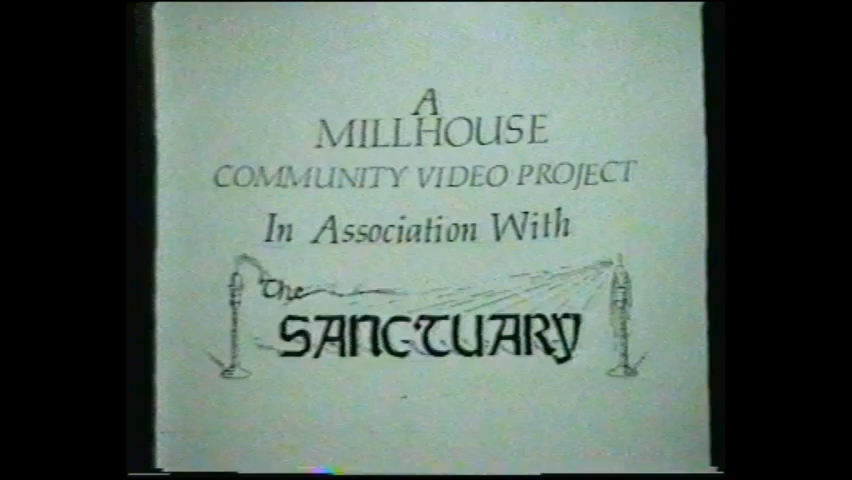 A
MILLHOUSE
COMMUNITY VIDEO PROJECT
In Association With
The
SANCTUARY